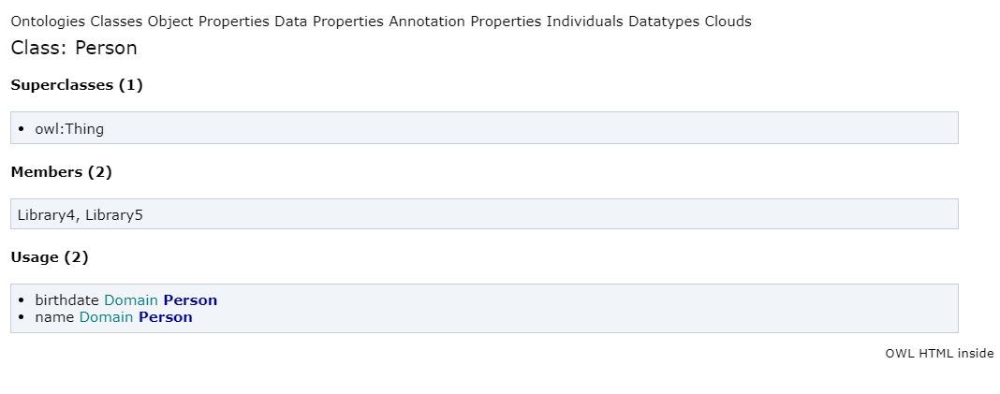 Ontologies Classes Object Properties Data Properties Annotation Properties Individuals Datatypes Clouds
Class: Person
Superclasses (1)
• owl:Thing
Members (2)
Library4, Library5
Usage (2)
• birthdate Domain Person
• name Domain Person
OWL HTML inside